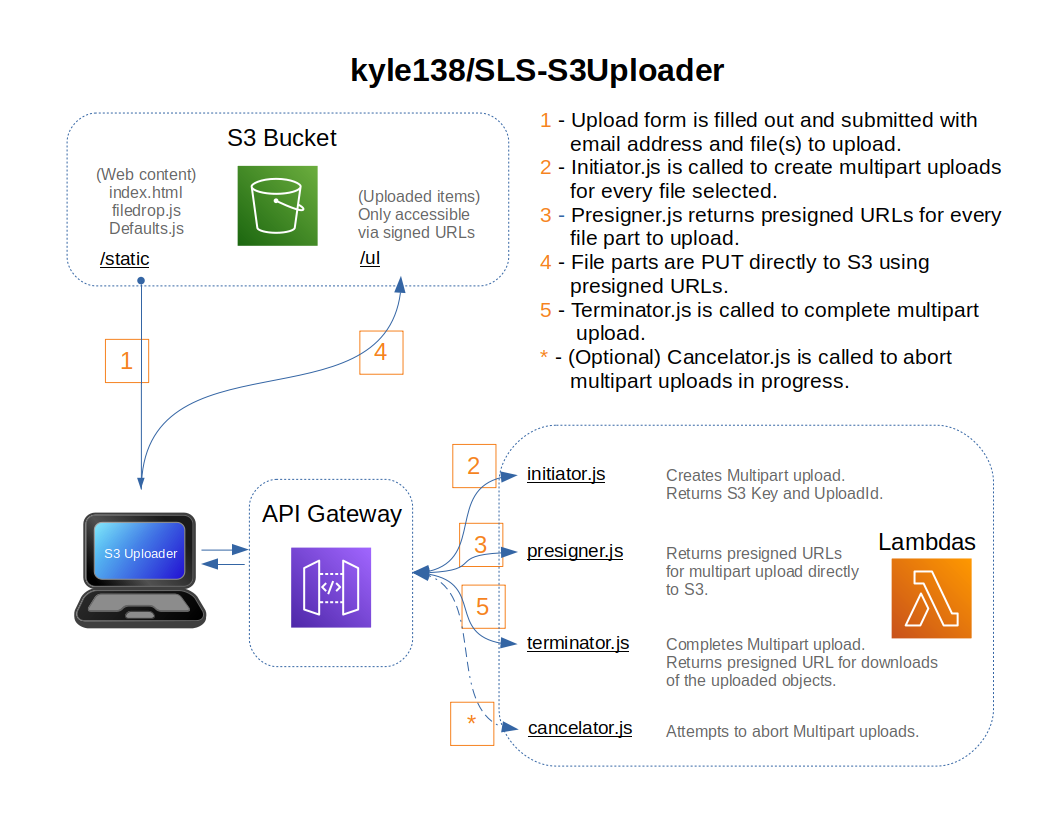 kyle138/SLS-S3Uploader
S3 Bucket
(Web content)
index.html
filedrop.js
Defaults.js
/static
(Uploaded items)
Only accessible
via signed URLs
/ul
1 - Upload form is filled out and submitted with
email address and file(s) to upload.
2 - Initiator.js is called to create multipart uploads
for every file selected.
3 - Presigner.js returns presigned URLs for every
file part to upload.
4 - File parts are PUT directly to S3 using
presigned URLs.
5 - Terminator.js is called to complete multipart
upload.
* - (Optional) Cancelator.js is called to abort
multipart uploads in progress.
1
4
S3 Uploader
API Gateway
</>
2
3
5
*
initiator.js
Creates Multipart upload.
Returns S3 Key and UploadId.
presigner.js
Returns presigned URLs
for multipart upload directly
to S3.
Lambdas
terminator.js
Completes Multipart upload.
Returns presigned URL for downloads
of the uploaded objects.
cancelator.js
Attempts to abort Multipart uploads.